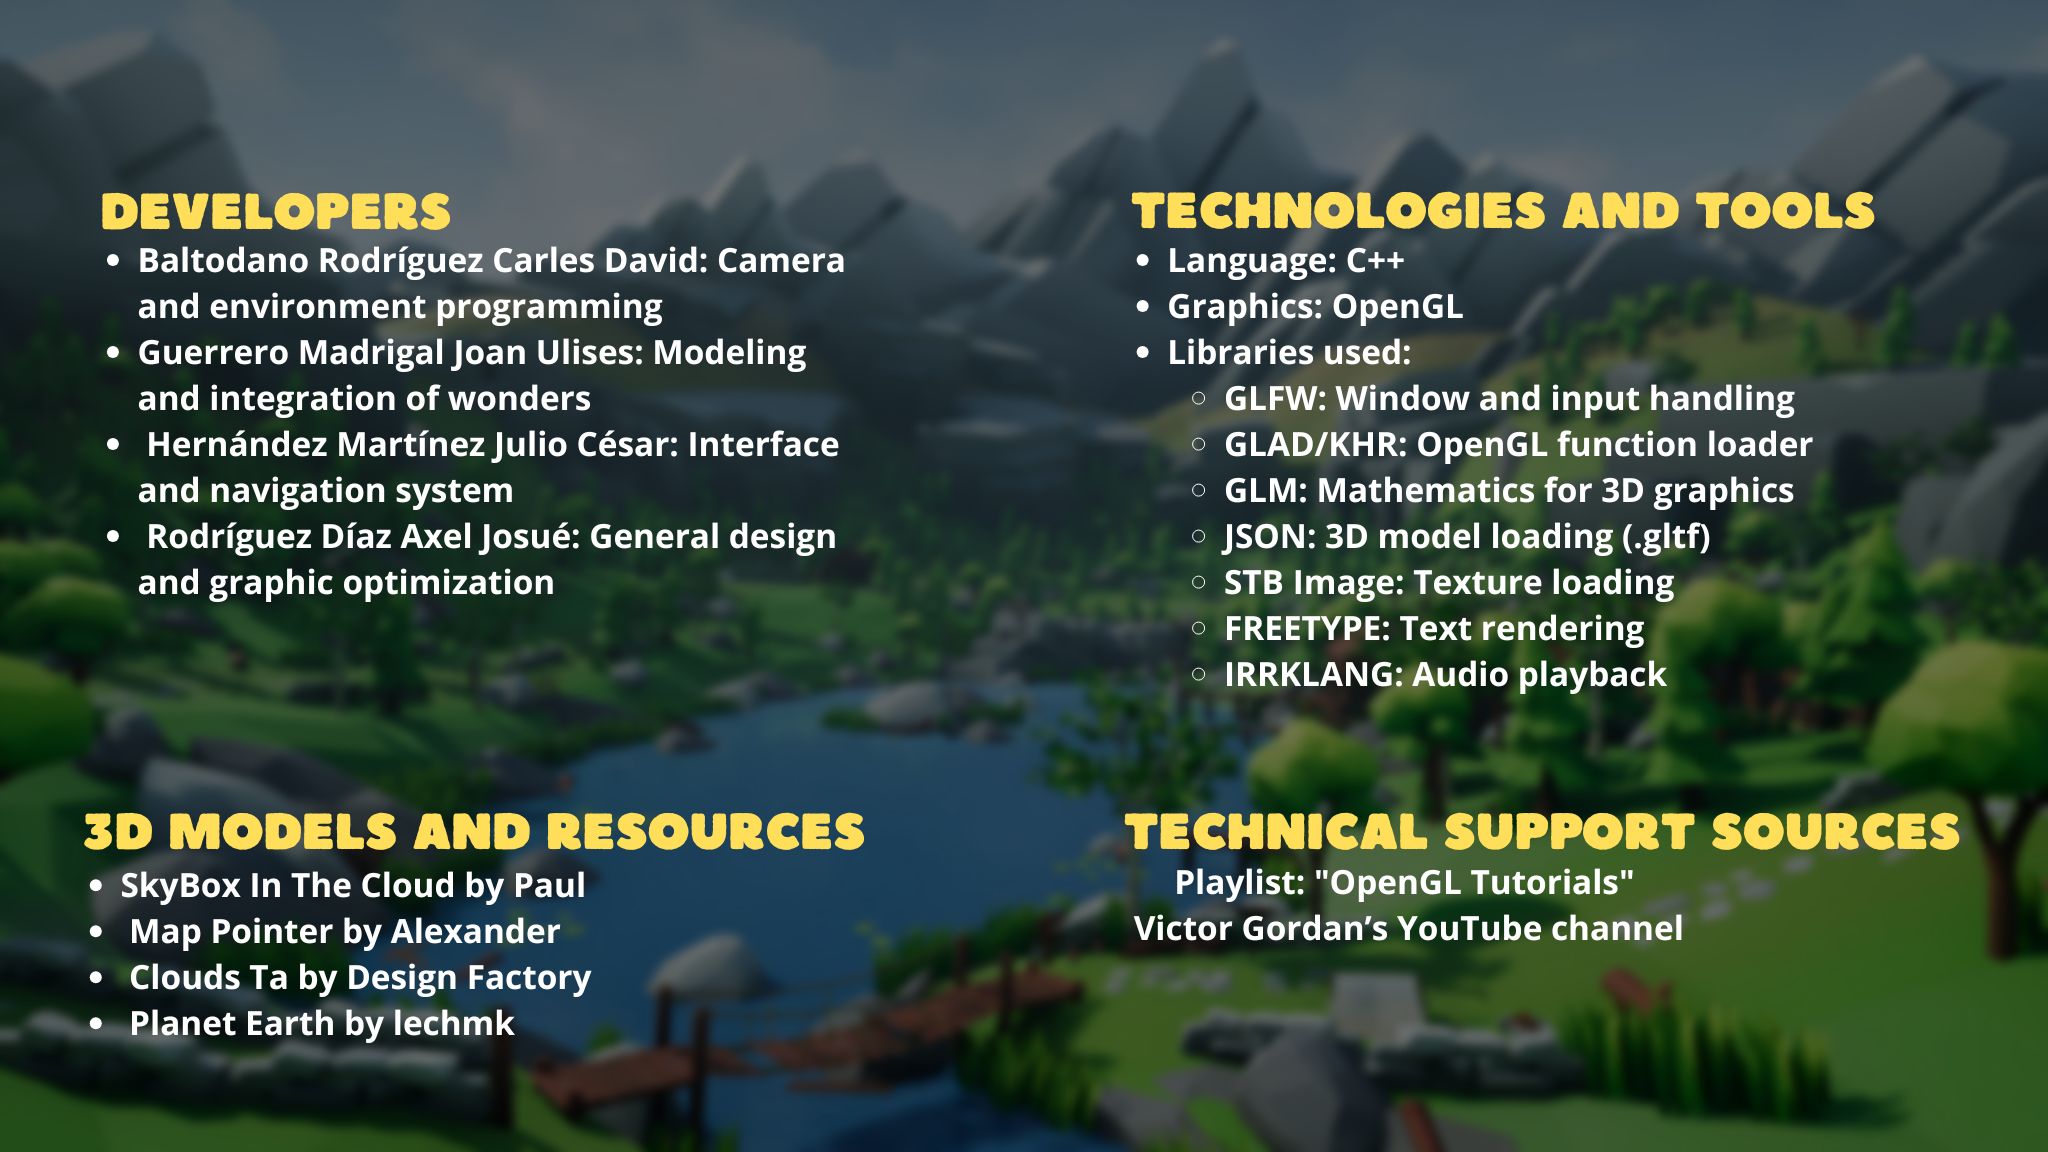 DEVELOPERS
• Baltodano Rodríguez Carles David: Camera
and environment programming
• Guerrero Madrigal Joan Ulises: Modeling
and integration of wonders
• Hernández Martínez Julio César: Interface
and navigation system
• Rodríguez Díaz Axel Josué: General design
and graphic optimization
TECHNOLOGIES AND TOOLS
• Language: C++
• Graphics: OpenGL
• Libraries used:
○ GLFW: Window and input handling
○ GLAD/KHR: OpenGL function loader
○ GLM: Mathematics for 3D graphics
○ JSON: 3D model loading (.gltf)
○ STB Image: Texture loading
○ FREETYPE: Text rendering
○ IRRKLANG: Audio playback
3D MODELS AND RESOURCES
• SkyBox In The Cloud by Paul
• Map Pointer by Alexander
• Clouds Ta by Design Factory
• Planet Earth by lechmk
TECHNICAL SUPPORT SOURCES
Playlist: "OpenGL Tutorials"
Victor Gordan’s YouTube channel